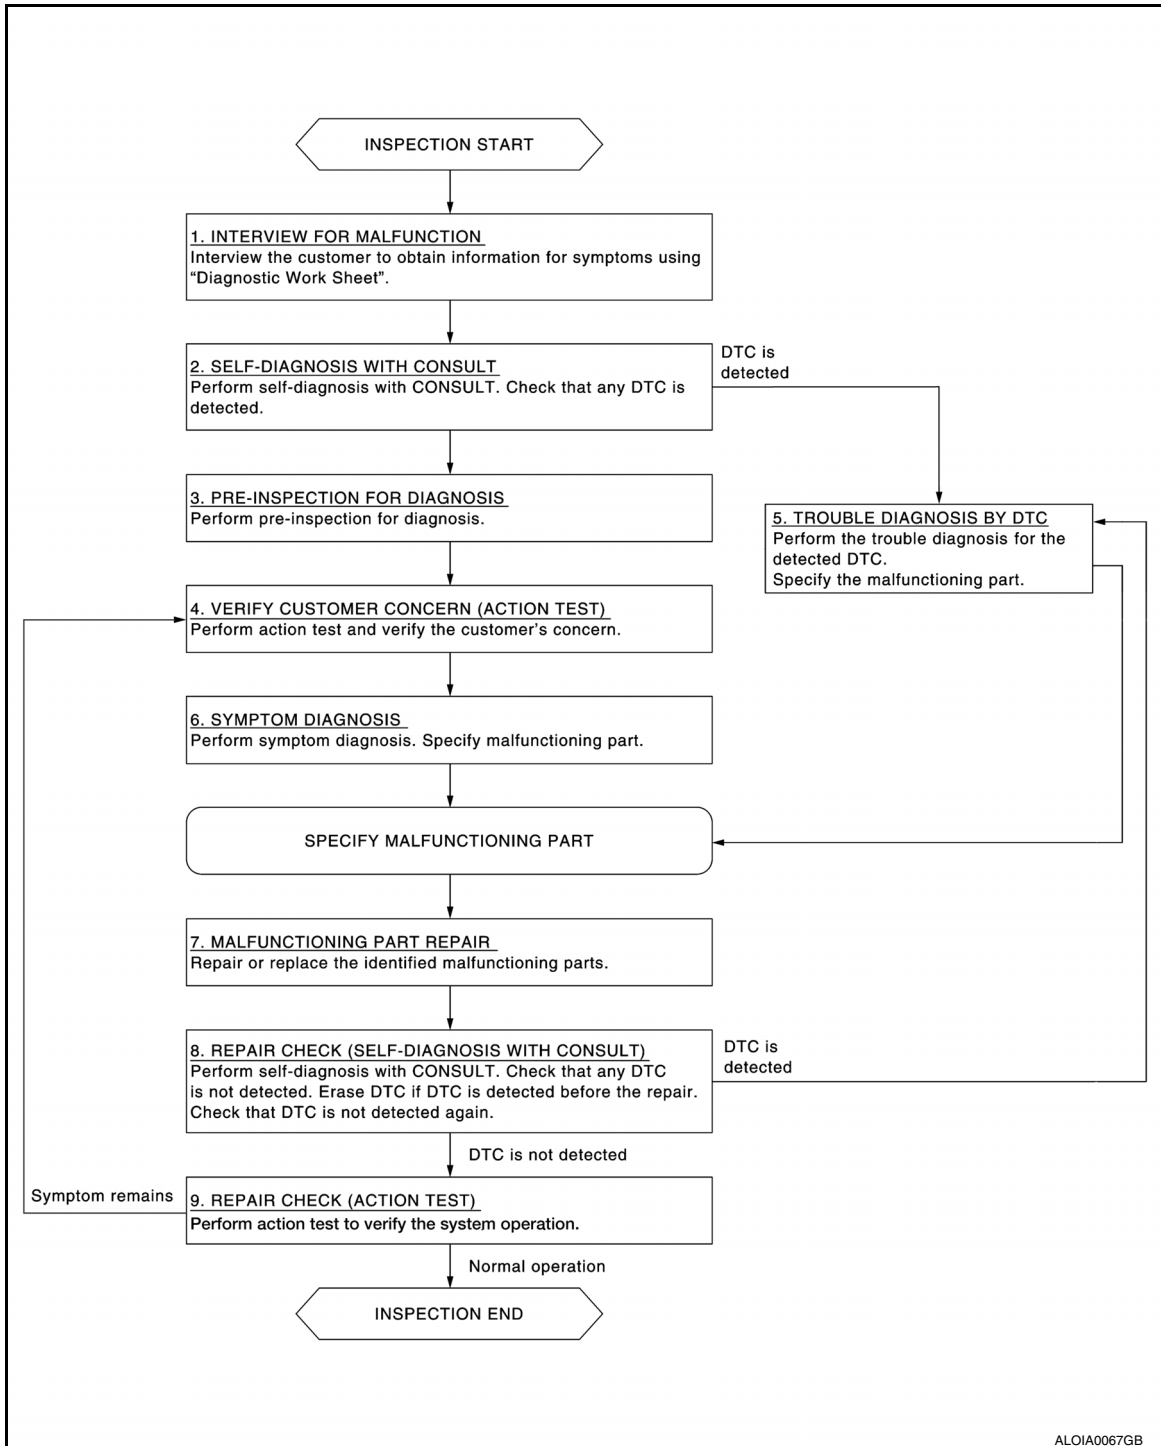 INSPECTION START
1. INTERVIEW FOR MALFUNCTION
Interview the customer to obtain information for symptoms using
“Diagnostic Work Sheet”.
2. SELF-DIAGNOSIS WITH CONSULT
Perform self-diagnosis with CONSULT. Check that any DTC is
detected.
DTC is
detected
3. PRE-INSPECTION FOR DIAGNOSIS
Perform pre-inspection for diagnosis.
5. TROUBLE DIAGNOSIS BY DTC
Perform the trouble diagnosis for the
detected DTC.
Specify the malfunctioning part.
4. VERIFY CUSTOMER CONCERN (ACTION TEST)
Perform action test and verify the customer’s concern.
6. SYMPTOM DIAGNOSIS
Perform symptom diagnosis. Specify malfunctioning part.
SPECIFY MALFUNCTIONING PART
7. MALFUNCTIONING PART REPAIR
Repair or replace the identified malfunctioning parts.
8. REPAIR CHECK (SELF-DIAGNOSIS WITH CONSULT)
Perform self-diagnosis with CONSULT. Check that any DTC
is not detected. Erase DTC if DTC is detected before the repair.
Check that DTC is not detected again.
DTC is
detected
DTC is not detected
Symptom remains
9. REPAIR CHECK (ACTION TEST)
Perform action test to verify the system operation.
Normal operation
INSPECTION END
ALOIA0067GB